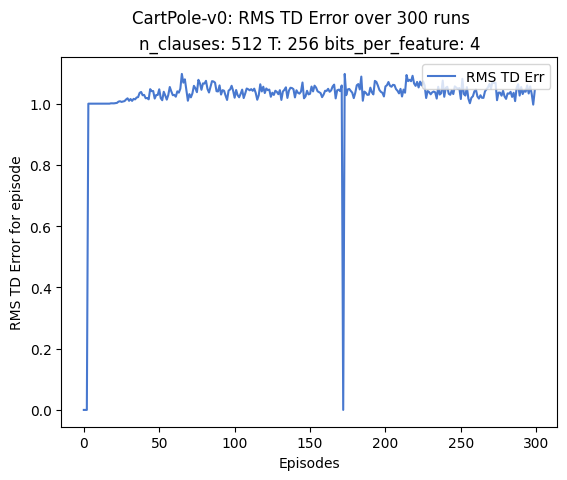 CartPole-v0: RMS TD Error over 300 runs
n_clauses: 512 T: 256 bits_per_feature: 4
RMS TD Err
RMS TD Error for episode
1.0
0.8
0.6
0.4
0.2
0.0
0 50 100 150 200 250 300
Episodes